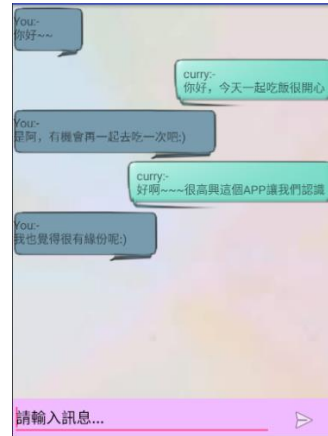 You:-
你好~~
curry:-
你好，今天一起吃飯很開心
You:-
是阿，有機會再一起去吃一次吧:)
curry:-
好啊~~~很高興這個APP讓我們認識
You:-
我也覺得很有緣份呢:)
請輸入訊息...